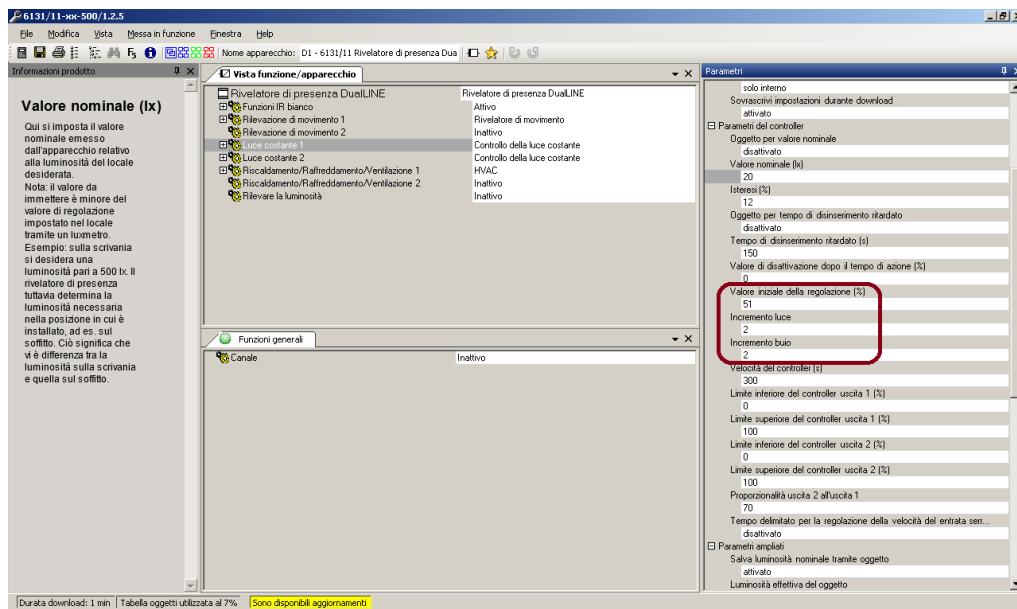 6131/11-xx-500/1.2.5
File Modifica Vista Messa in funzione Finestra Help
Nome apparecchio: D1 - 6131/11 Rivelatore di presenza Dua
Informazioni prodotto
Valore nominale (lx)
Qui si imposta il valore
nominale emesso
dall'apparecchio relativo
alla luminosità del locale
desiderata.
Nota: il valore da
immettere è minore del
valore di regolazione
impostato nel locale
tramite un luxmetro.
Esempio: sulla scrivania
si desidera una
luminosità pari a 500 lx. Il
rivelatore di presenza
tuttavia determina la
luminosità necessaria
nella posizione in cui è
installato, ad es. sul
soffitto. Ciò significa che
vi è differenza tra la
luminosità sulla scrivania
e quella sul soffitto.
Vista funzione/apparecchio
Rivelatore di presenza DualLINE Rivelatore di presenza DualLINE
Funzioni IR bianco Attivo
Rilevazione di movimento 1 Rivelatore di movimento
Rilevazione di movimento 2 Inattivo
Luce costante 1 Controllo della luce costante
Luce costante 2 Controllo della luce costante
Riscaldamento/Raffreddamento/Ventilazione 1 HVAC
Riscaldamento/Raffreddamento/Ventilazione 2 Inattivo
Rilevare la luminosità Inattivo
Funzioni generali
Canale Inattivo
Parametri
solo interno
Sovrascrivi impostazioni durante download
attivato
Parametri del controller
Oggetto per valore nominale
disattivato
Valore nominale (lx)
20
Isteresi (%)
12
Oggetto per tempo di disinserimento ritardato
disattivato
Tempo di disinserimento ritardato (s)
150
Valore di disattivazione dopo il tempo di azione (%)
0
Valore iniziale della regolazione (%)
51
Incremento luce
2
Incremento buio
2
Velocità del controller (s)
300
Limite inferiore del controller uscita 1 (%)
0
Limite superiore del controller uscita 1 (%)
100
Limite inferiore del controller uscita 2 (%)
0
Limite superiore del controller uscita 2 (%)
100
Proporzionalità uscita 2 all'uscita 1
70
Tempo delimitato per la regolazione della velocità del entrata serr...
disattivato
Parametri ampliati
Salva luminosità nominale tramite oggetto
attivato
Luminosità effettiva del oggetto
Durata download: 1 min Tabella oggetti utilizzata al 7% Sono disponibili aggiornamenti